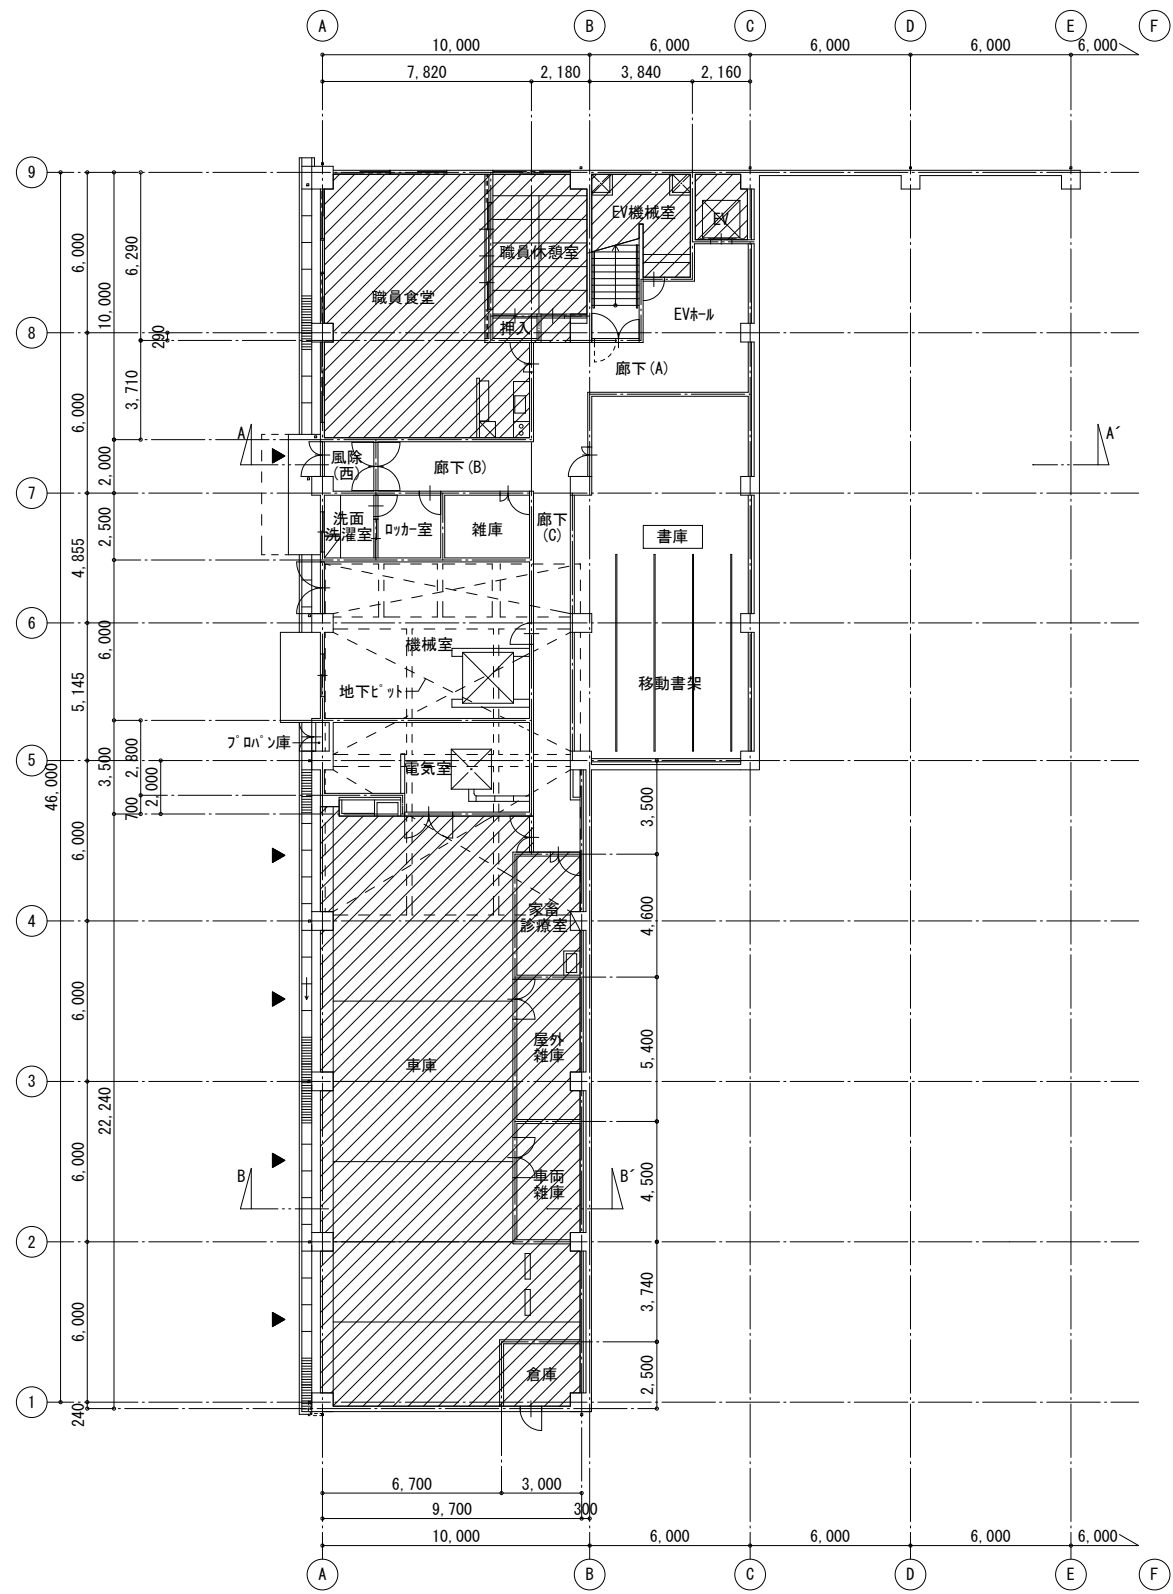 A B C D E F
10,000 6,000 6,000 6,000 6,000
7,820 2,180 3,840 2,160
9
6,000
6,290
10,000
EV機械室
EV
職員休憩室
職員食堂
押入
EVホール
8
290
廊下(A)
6,000
3,710
A
A´
風除
(西)
廊下(B)
2,000
7
洗面
洗濯室
ロッカー室
雑庫
廊下
(C)
書庫
2,500
4,855
6
機械室
6,000
地下ピット
移動書架
5,145
プロパン庫
5
電気室
46,000
3,500
2,800
2,000
700
3,500
6,000
4
家畜
診療室
4,600
6,000
屋外
雑庫
車庫
5,400
3
22,240
6,000
B
車両
雑庫
B´
4,500
2
3,740
6,000
倉庫
2,500
1
240
6,700 3,000
9,700 300
10,000 6,000 6,000 6,000 6,000
A B C D E F